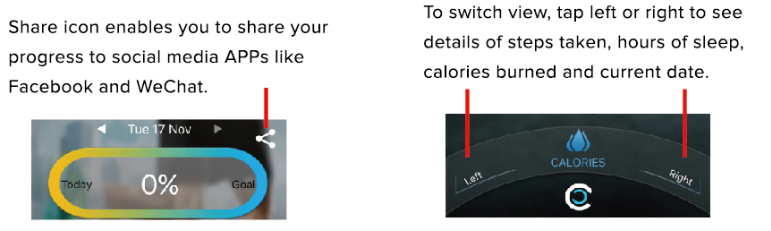 Share icon enables you to share your
progress to social media APPs like
Facebook and WeChat.
Tue 17 Nov
Today
0%
Goal
To switch view, tap left or right to see
details of steps taken, hours of sleep,
calories burned and current date.
CALORIES
Left
Right